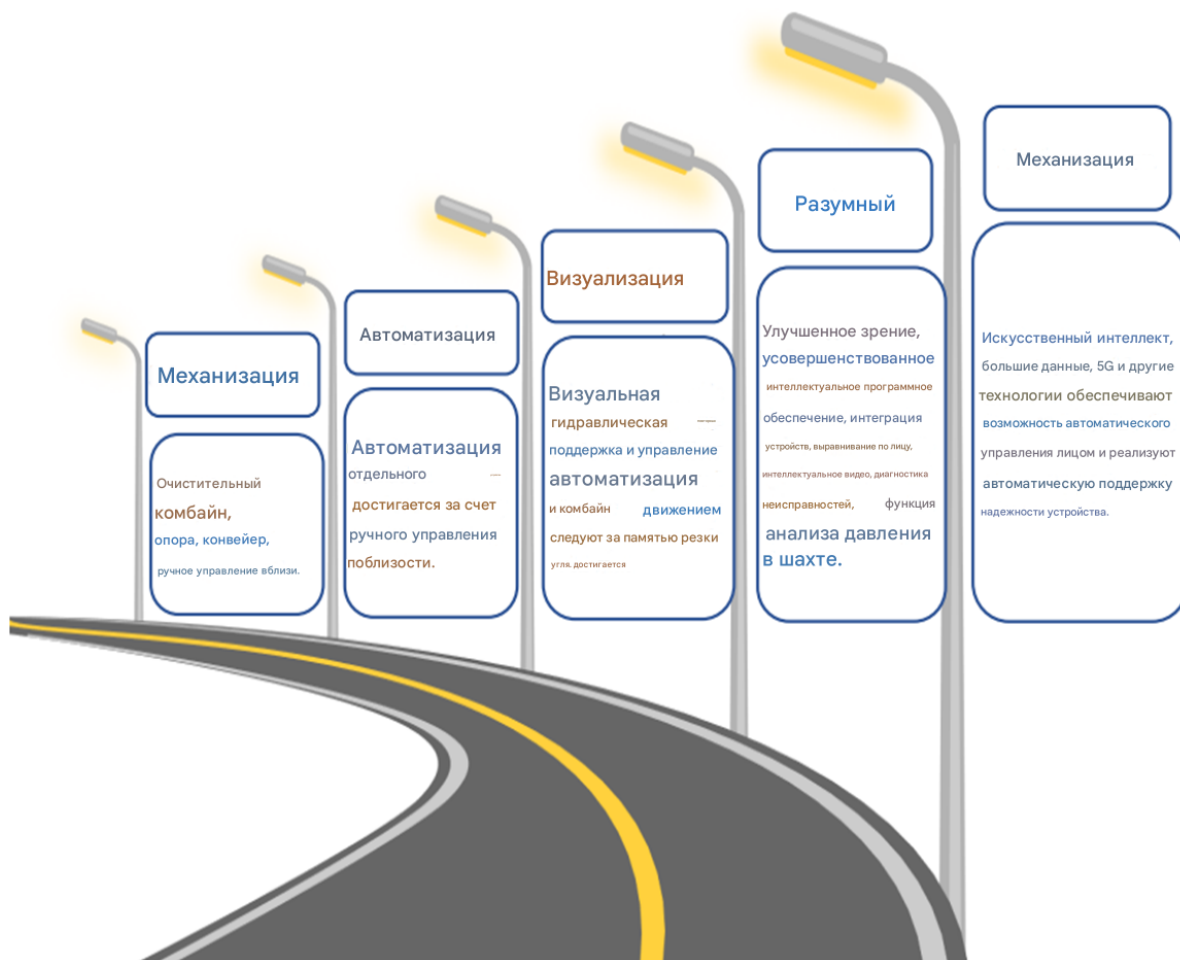 Механизация
Очистительный
комбайн,
опора, конвейер,
ручное управление вблизи.
Автоматизация
Автоматизация
отдельного
достигается за счет
ручного управления
поблизости.
Визуализация
Визуальная
гидравлическая
поддержка и управление
автоматизация
и комбайн движением
следуют за памятью резки
угля. достигается
Разумный
Улучшенное зрение,
усовершенствованное
интеллектуальное программное
обеспечение, интеграция
устройств, выравнивание по лицу,
интеллектуальное видео, диагностика
неисправностей, функция
анализа давления
в шахте.
Механизация
Искусственный интеллект,
большие данные, 5G и другие
технологии обеспечивают
возможность автоматического
управления лицом и реализуют
автоматическую поддержку
надежности устройства.